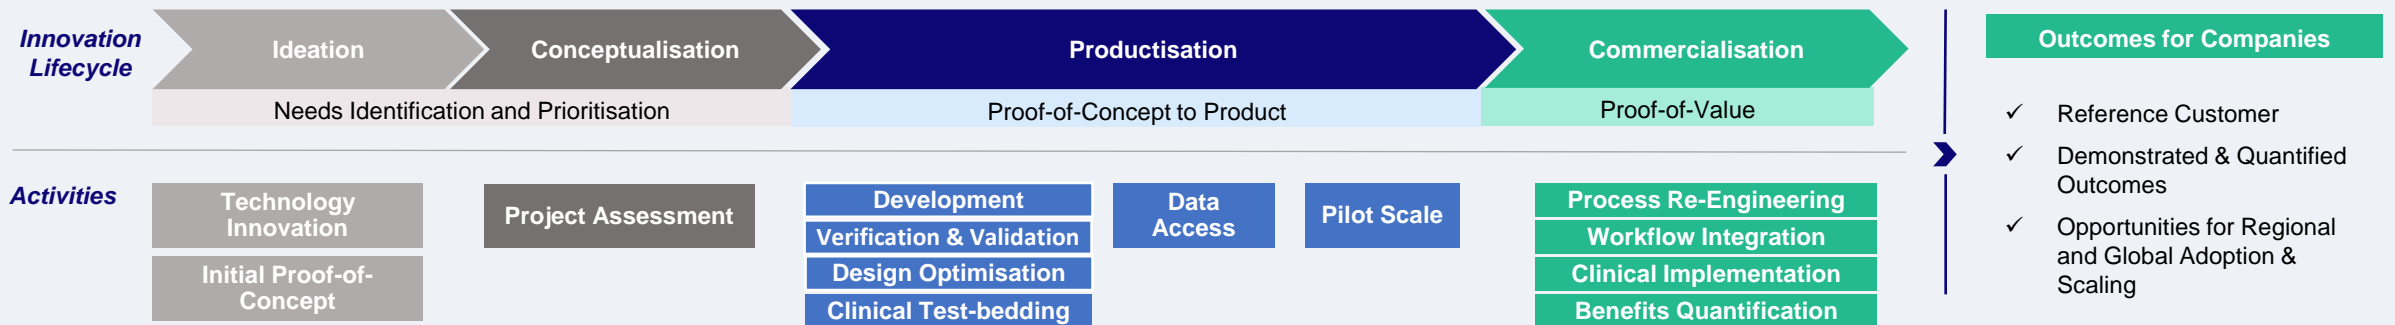 Innovation
Lifecycle
Ideation
Conceptualisation
Productisation
Commercialisation
Needs Identification and Prioritisation
Proof-of-Concept to Product
Proof-of-Value
Activities
Technology
Innovation
Initial Proof-of-
Concept
Project Assessment
Development
Verification & Validation
Design Optimisation
Clinical Test-bedding
Data
Access
Pilot Scale
Process Re-Engineering
Workflow Integration
Clinical Implementation
Benefits Quantification
Outcomes for Companies
✓ Reference Customer
✓ Demonstrated & Quantified
Outcomes
✓ Opportunities for Regional
and Global Adoption &
Scaling